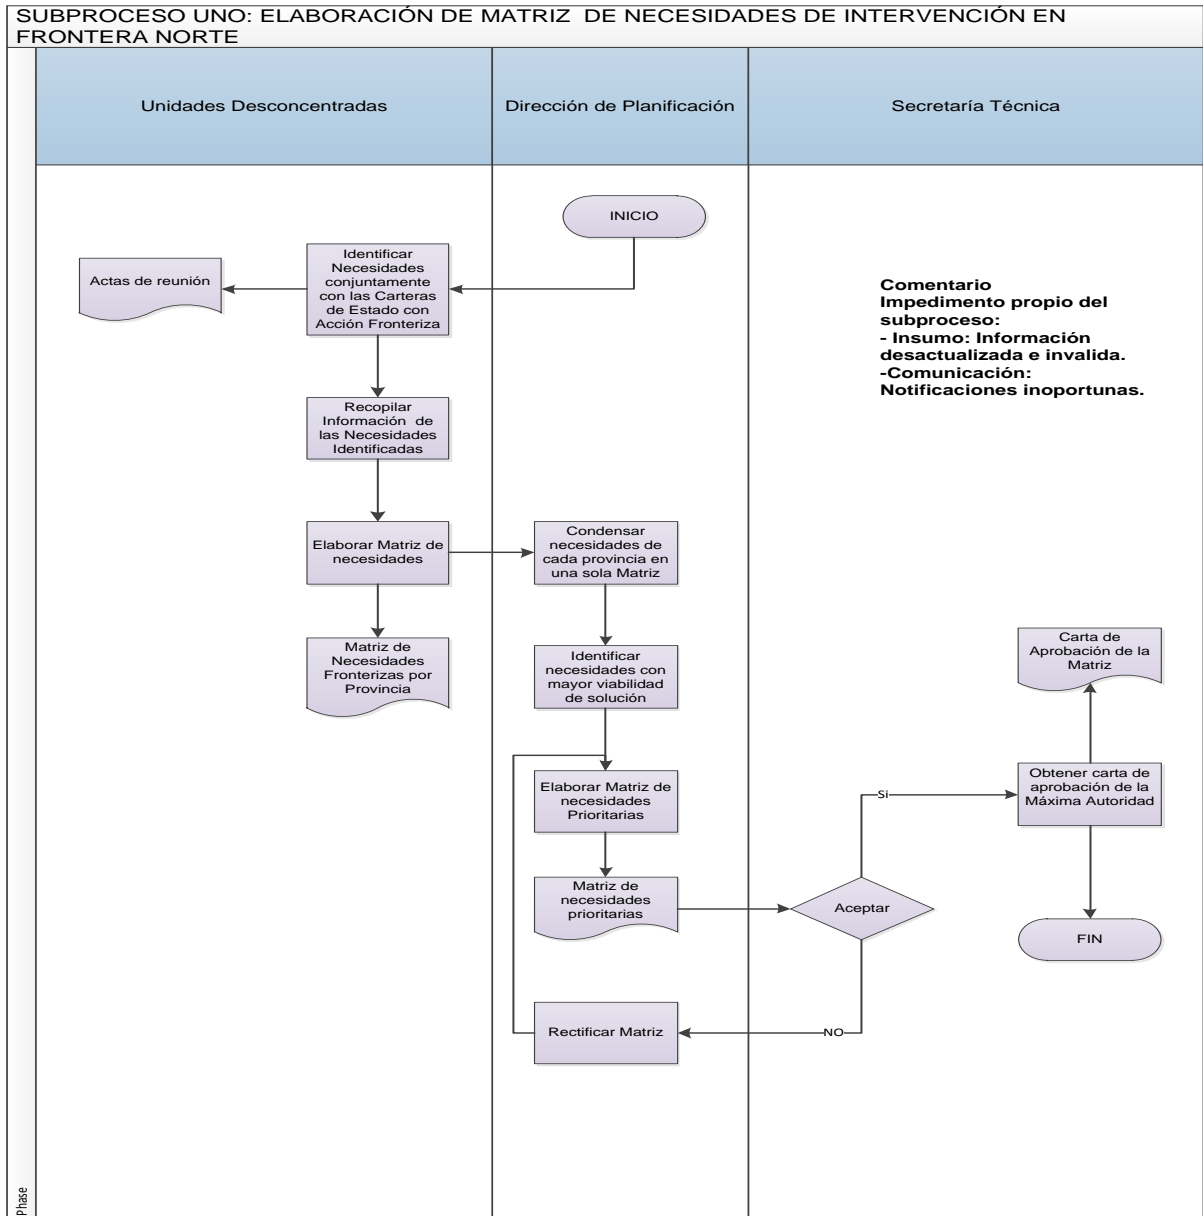 SUBPROCESO UNO: ELABORACIÓN DE MATRIZ DE NECESIDADES DE INTERVENCIÓN EN
FRONTERA NORTE
Unidades Desconcentradas
Dirección de Planificación
Secretaría Técnica
INICIO
Identificar
Necesidades
conjuntamente
con las Carteras
de Estado con
Acción Fronteriza
Actas de reunión
Comentario
Impedimento propio del
subproceso:
- Insumo: Información
desactualizada e invalida.
-Comunicación:
Notificaciones inoportunas.
Recopilar
Información de
las Necesidades
Identificadas
Elaborar Matriz de
necesidades
Condensar
necesidades de
cada provincia en
una sola Matriz
Matriz de
Necesidades
Fronterizas por
Provincia
Identificar
necesidades con
mayor viabilidad
de solución
Carta de
Aprobación de la
Matriz
Elaborar Matriz de
necesidades
Prioritarias
Si
Obtener carta de
aprobación de la
Máxima Autoridad
Matriz de
necesidades
prioritarias
Aceptar
FIN
Rectificar Matriz
NO
Phase